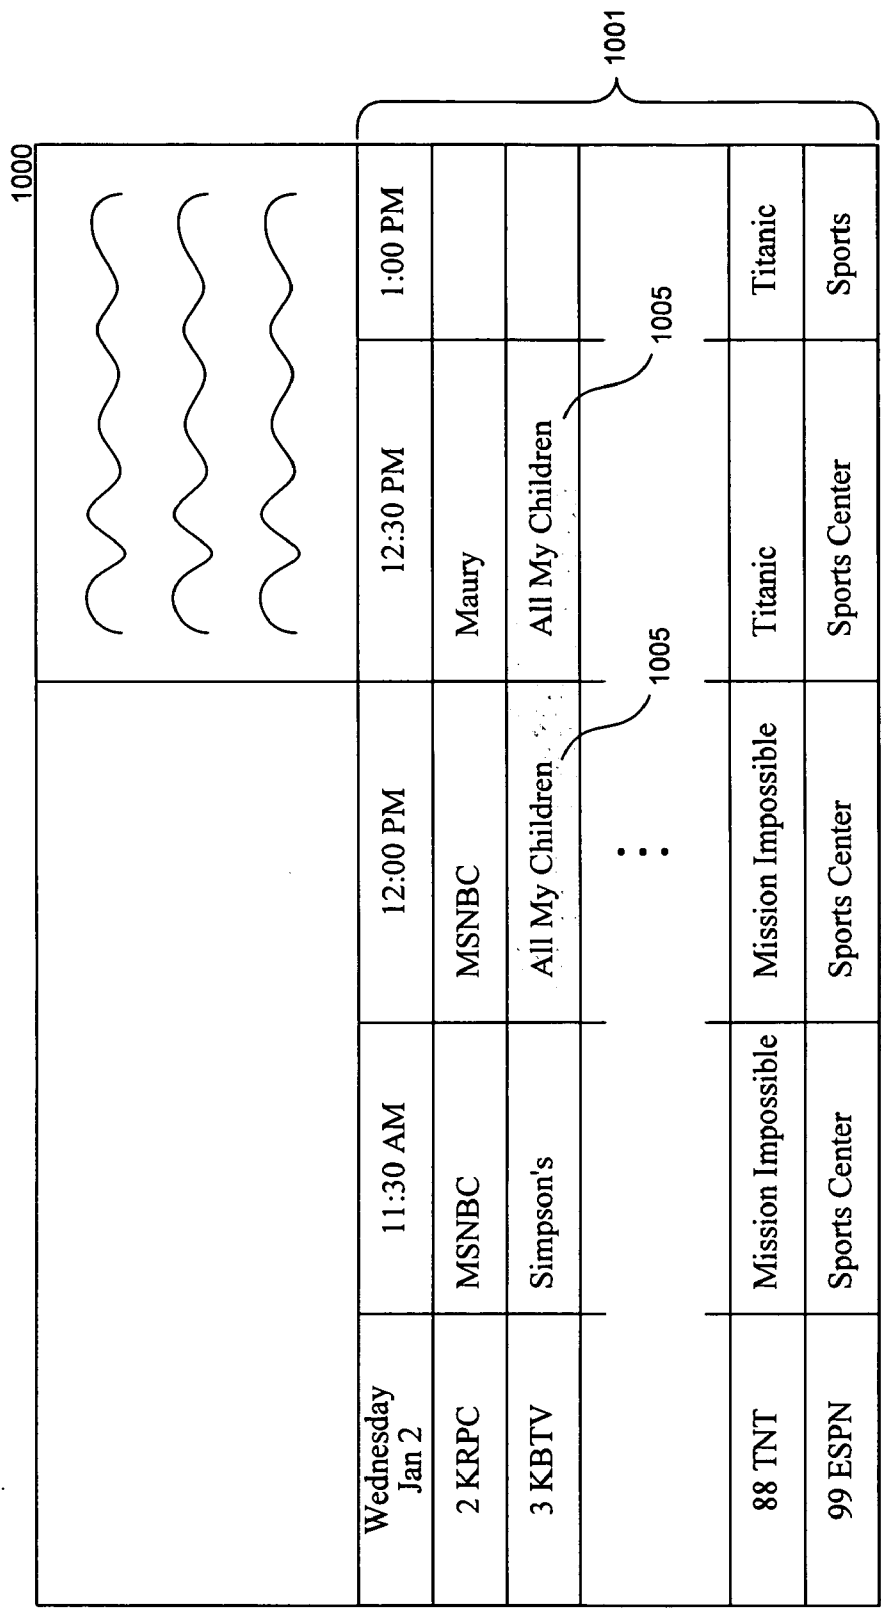 1000
Wednesday
Jan 2
11:30 AM
12:00 PM
12:30 PM
1:00 PM
1001
2 KRPC
MSNBC
MSNBC
Maury
3 KBTV
Simpson's
All My Children
All My Children
1005
1005
88 TNT
Mission Impossible
Mission Impossible
Titanic
Titanic
99 ESPN
Sports Center
Sports Center
Sports Center
Sports